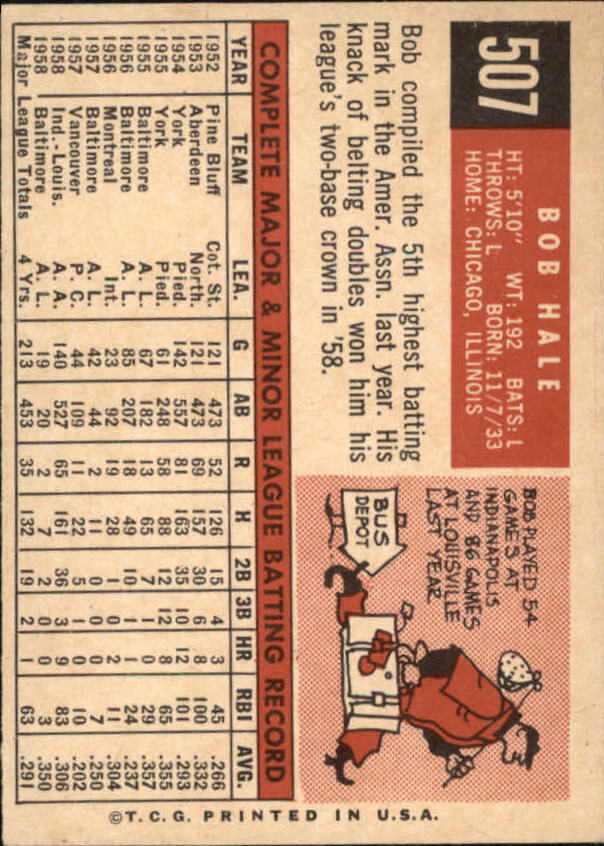 507
BOB HALE
HT: 5'10" WT: 192 BATS: L
THROWS: L BORN: 11/7/33
HOME: CHICAGO, ILLINOIS
Bob compiled the 5th highest batting
mark in the Amer. Assn. last year. His
knack of belting doubles won him his
league's two-base crown in '58.
BOB PLAYED 54
GAMES AT
INDIANAPOLIS
AND 86 GAMES
AT LOUISVILLE
LAST YEAR
BUS
DEPOT
COMPLETE MAJOR & MINOR LEAGUE BATTING RECORD
YEAR TEAM LEA. G AB R H 2B 3B HR RBI AVG.
1952 Pine Bluff Cot. St. 121 473 52 126 15 4 3 45 .266
1953 Aberdeen North. 121 473 69 157 30 6 8 100 .332
1954 York Pied. 142 557 81 163 35 10 12 101 .293
1955 York Pied. 61 248 58 88 12 12 8 65 .355
1955 Baltimore A. L. 67 182 13 65 7 1 0 29 .357
1956 Baltimore A. L. 85 207 18 49 10 1 1 24 .237
1956 Montreal Int. 23 92 19 28 1 0 2 11 .304
1957 Baltimore A. L. 42 44 2 11 0 0 0 7 .250
1957 Vancouver P. C. 44 109 11 22 5 1 0 10 .202
1958 Ind.-Louis. A. A. 140 527 65 161 36 3 9 83 .306
1958 Baltimore A. L. 19 20 2 7 2 0 0 3 .350
Major League Totals 4 Yrs. 213 453 35 132 19 2 1 63 .291
©T.C.G. PRINTED IN U.S.A.